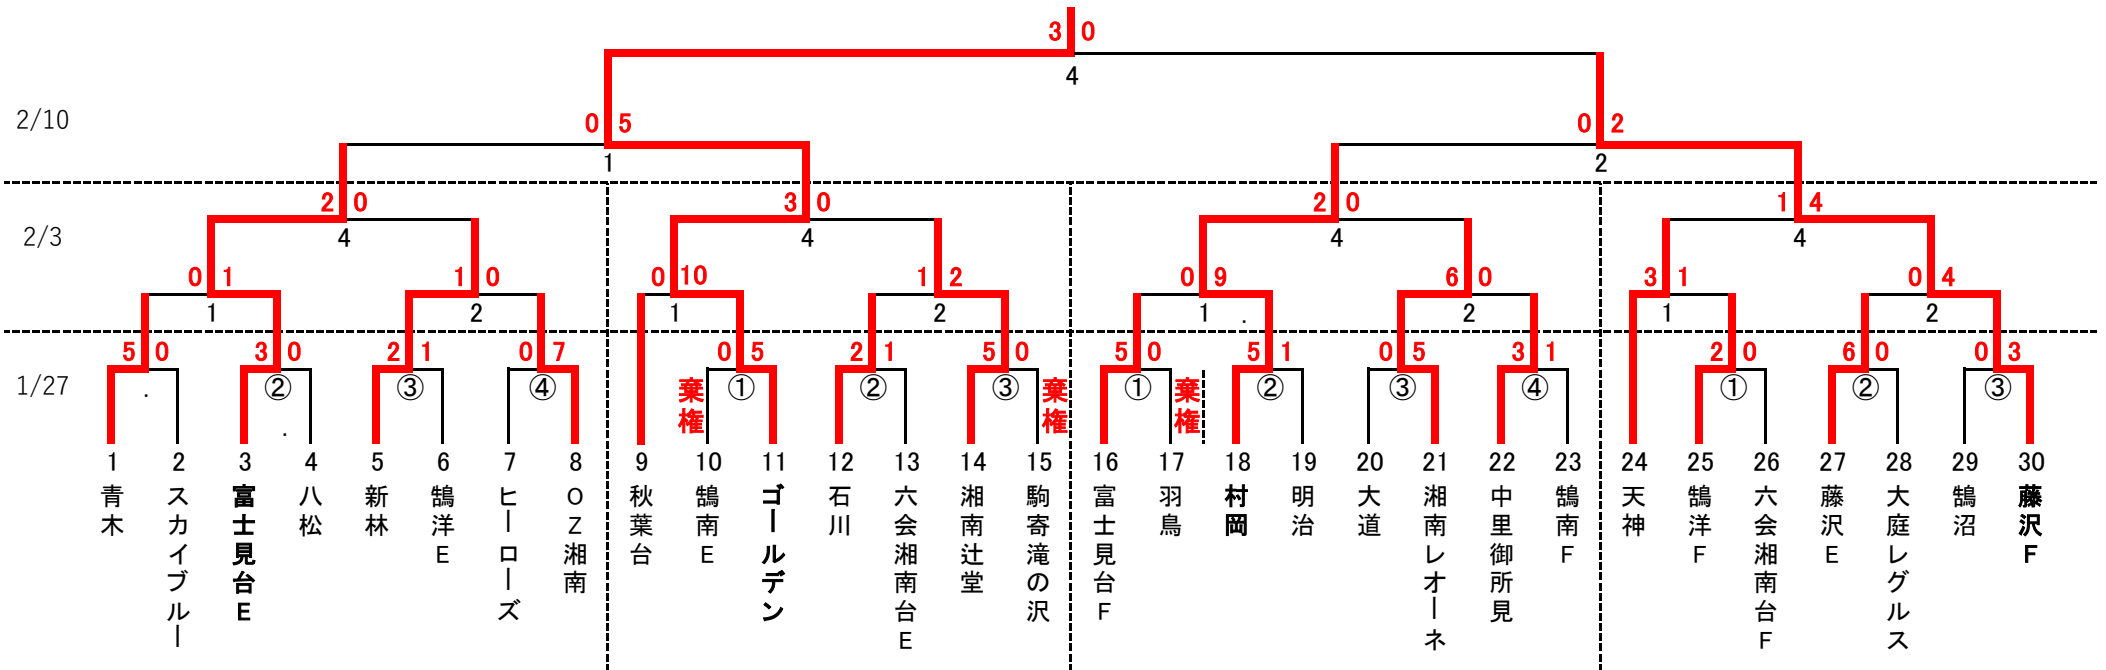 3 0
4
2/10
0 5
0 2
1
2
2 0
3 0
2 0
1 4
2/3
4
4
4
4
0 1
1 0
0 10
1 2
0 9
6 0
3 1
0 4
1
2
1
2
1
2
1
2
5 0
3 0
2 1
0 7
0 5
2 1
5 0
5 0
5 1
0 5
3 1
2 0
6 0
0 3
1/27
②
③
④
①
②
③
①
②
③
④
①
②
③
棄権
棄権
棄権
1 2 3 4 5 6 7 8 9 10 11 12 13 14 15 16 17 18 19 20 21 22 23 24 25 26 27 28 29 30
青木
スカイブルー
富士見台E
八松
新林
鵠洋E
ヒーローズ
OZ湘南
秋葉台
鵠南E
ゴールデン
石川
六会湘南台E
湘南辻堂
駒寄滝の沢
富士見台F
羽鳥
村岡
明治
大道
湘南レオーネ
中里御所見
鵠南F
天神
鵠洋F
六会湘南台F
藤沢E
大庭レグルス
鵠沼
藤沢F